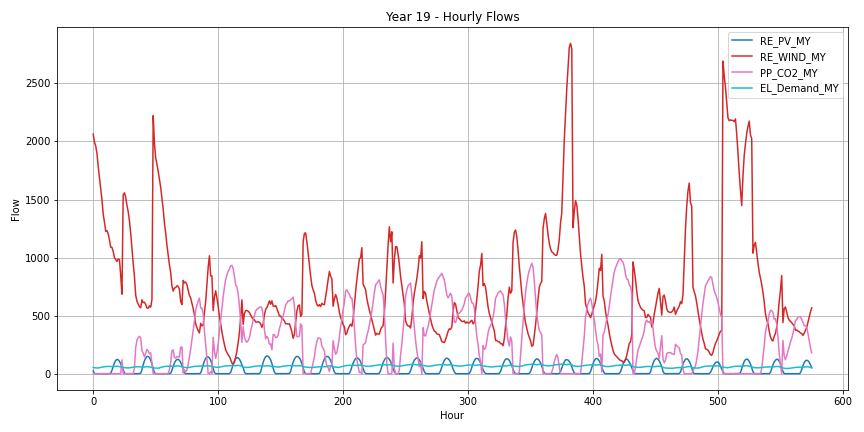 Year 19 - Hourly Flows
RE_PV_MY
RE_WIND_MY
PP_CO2_MY
EL_Demand_MY
Flow
2500
2000
1500
1000
500
0
0 100 200 300 400 500 600
Hour